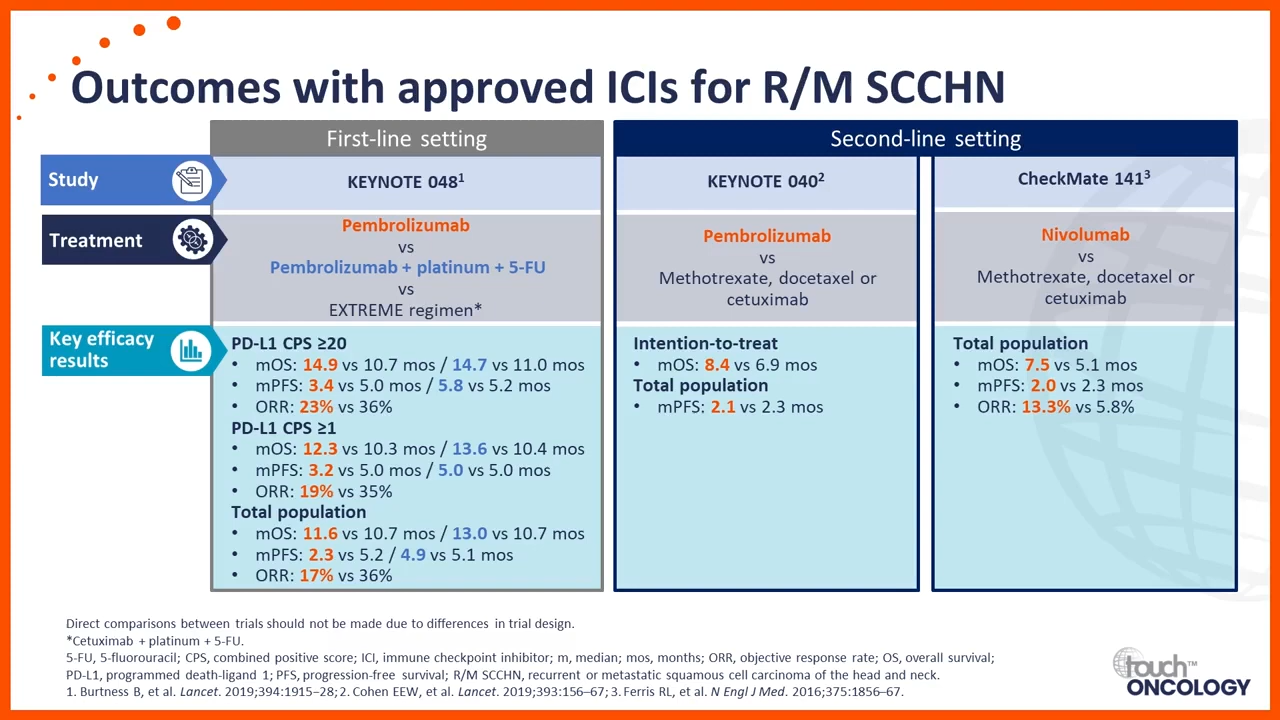 Outcomes with approved ICIs for R/M SCCHN
First-line setting
Second-line setting
Study
KEYNOTE 048¹
KEYNOTE 040²
CheckMate 141³
Treatment
Pembrolizumab
vs
Pembrolizumab + platinum + 5-FU
vs
EXTREME regimen*
Pembrolizumab
vs
Methotrexate, docetaxel or
cetuximab
Nivolumab
vs
Methotrexate, docetaxel or
cetuximab
Key efficacy
results
PD-L1 CPS ≥20
• mOS: 14.9 vs 10.7 mos / 14.7 vs 11.0 mos
• mPFS: 3.4 vs 5.0 mos / 5.8 vs 5.2 mos
• ORR: 23% vs 36%
PD-L1 CPS ≥1
• mOS: 12.3 vs 10.3 mos / 13.6 vs 10.4 mos
• mPFS: 3.2 vs 5.0 mos / 5.0 vs 5.0 mos
• ORR: 19% vs 35%
Total population
• mOS: 11.6 vs 10.7 mos / 13.0 vs 10.7 mos
• mPFS: 2.3 vs 5.2 / 4.9 vs 5.1 mos
• ORR: 17% vs 36%
Intention-to-treat
• mOS: 8.4 vs 6.9 mos
Total population
• mPFS: 2.1 vs 2.3 mos
Total population
• mOS: 7.5 vs 5.1 mos
• mPFS: 2.0 vs 2.3 mos
• ORR: 13.3% vs 5.8%
Direct comparisons between trials should not be made due to differences in trial design.
*Cetuximab + platinum + 5-FU.
5-FU, 5-fluorouracil; CPS, combined positive score; ICI, immune checkpoint inhibitor; m, median; mos, months; ORR, objective response rate; OS, overall survival;
PD-L1, programmed death-ligand 1; PFS, progression-free survival; R/M SCCHN, recurrent or metastatic squamous cell carcinoma of the head and neck.
1. Burtness B, et al. Lancet. 2019;394:1915–28; 2. Cohen EEW, et al. Lancet. 2019;393:156–67; 3. Ferris RL, et al. N Engl J Med. 2016;375:1856–67.
touch™
ONCOLOGY